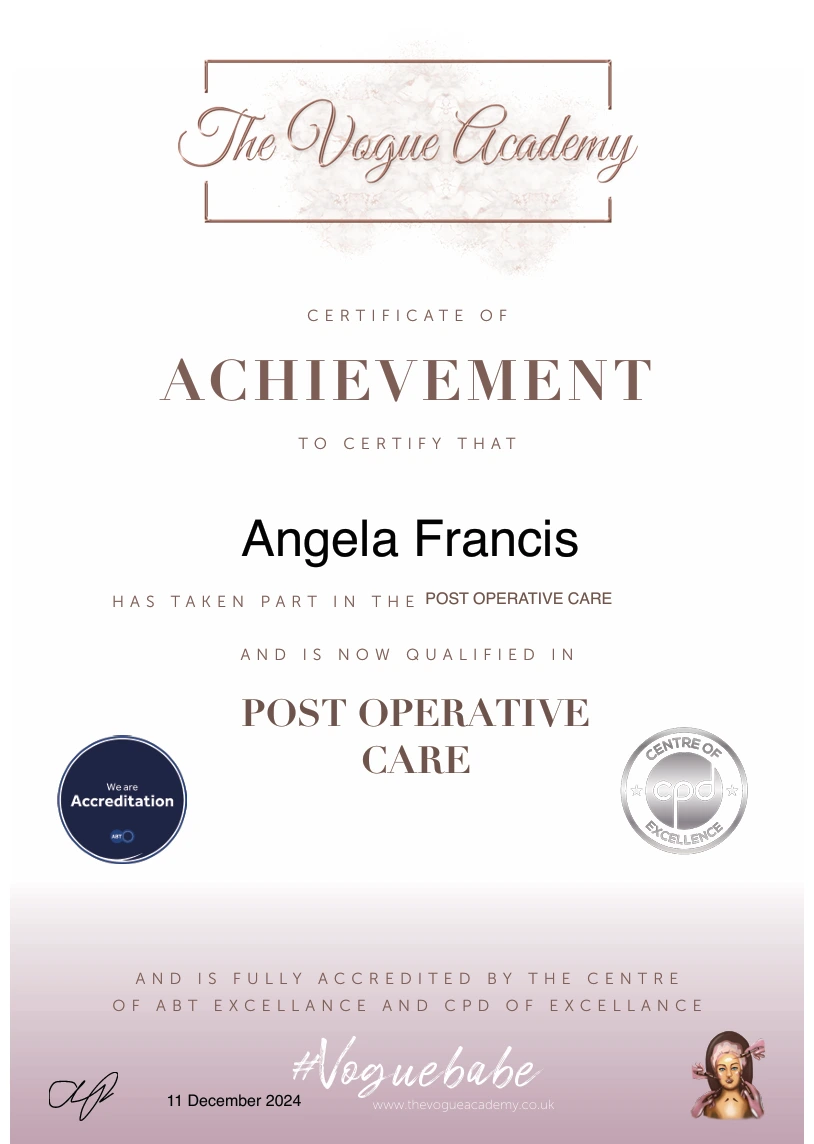 The Vogue Academy
CERTIFICATE OF
ACHIEVEMENT
TO CERTIFY THAT
Angela Francis
HAS TAKEN PART IN THE POST OPERATIVE CARE
AND IS NOW QUALIFIED IN
POST OPERATIVE
CARE
We are
Accreditation
ABT
CENTRE OF
cpd
EXCELLENCE
AND IS FULLY ACCREDITED BY THE CENTRE
OF ABT EXCELLANCE AND CPD OF EXCELLANCE
#Voguebabe
www.thevogueacademy.co.uk
11 December 2024